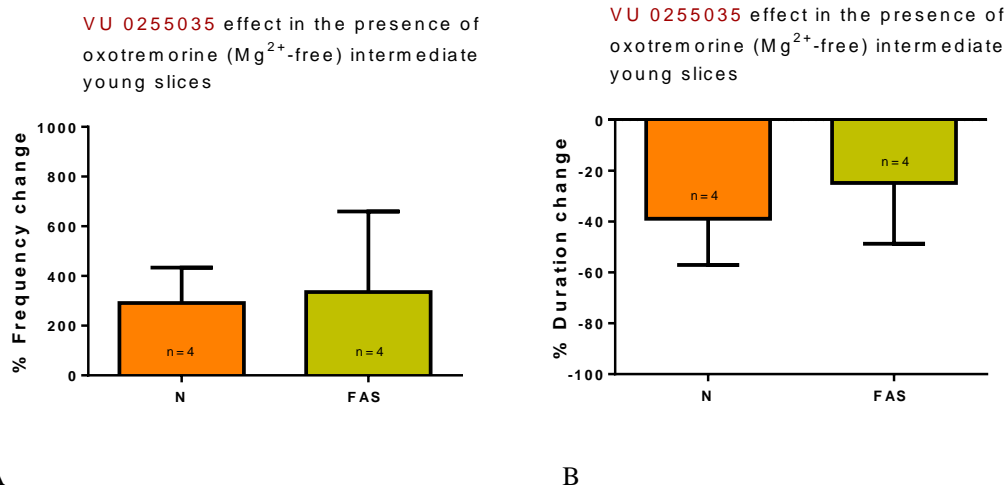 VU 0255035 effect in the presence of
oxotremorine (Mg²⁺-free) intermediate
young slices
% Frequency change
1000
800
600
400
200
0
n=4
n=4
N
FAS
VU 0255035 effect in the presence of
oxotremorine (Mg²⁺-free) intermediate
young slices
% Duration change
0
-20
-40
-60
-80
-100
n=4
n=4
N
FAS
B